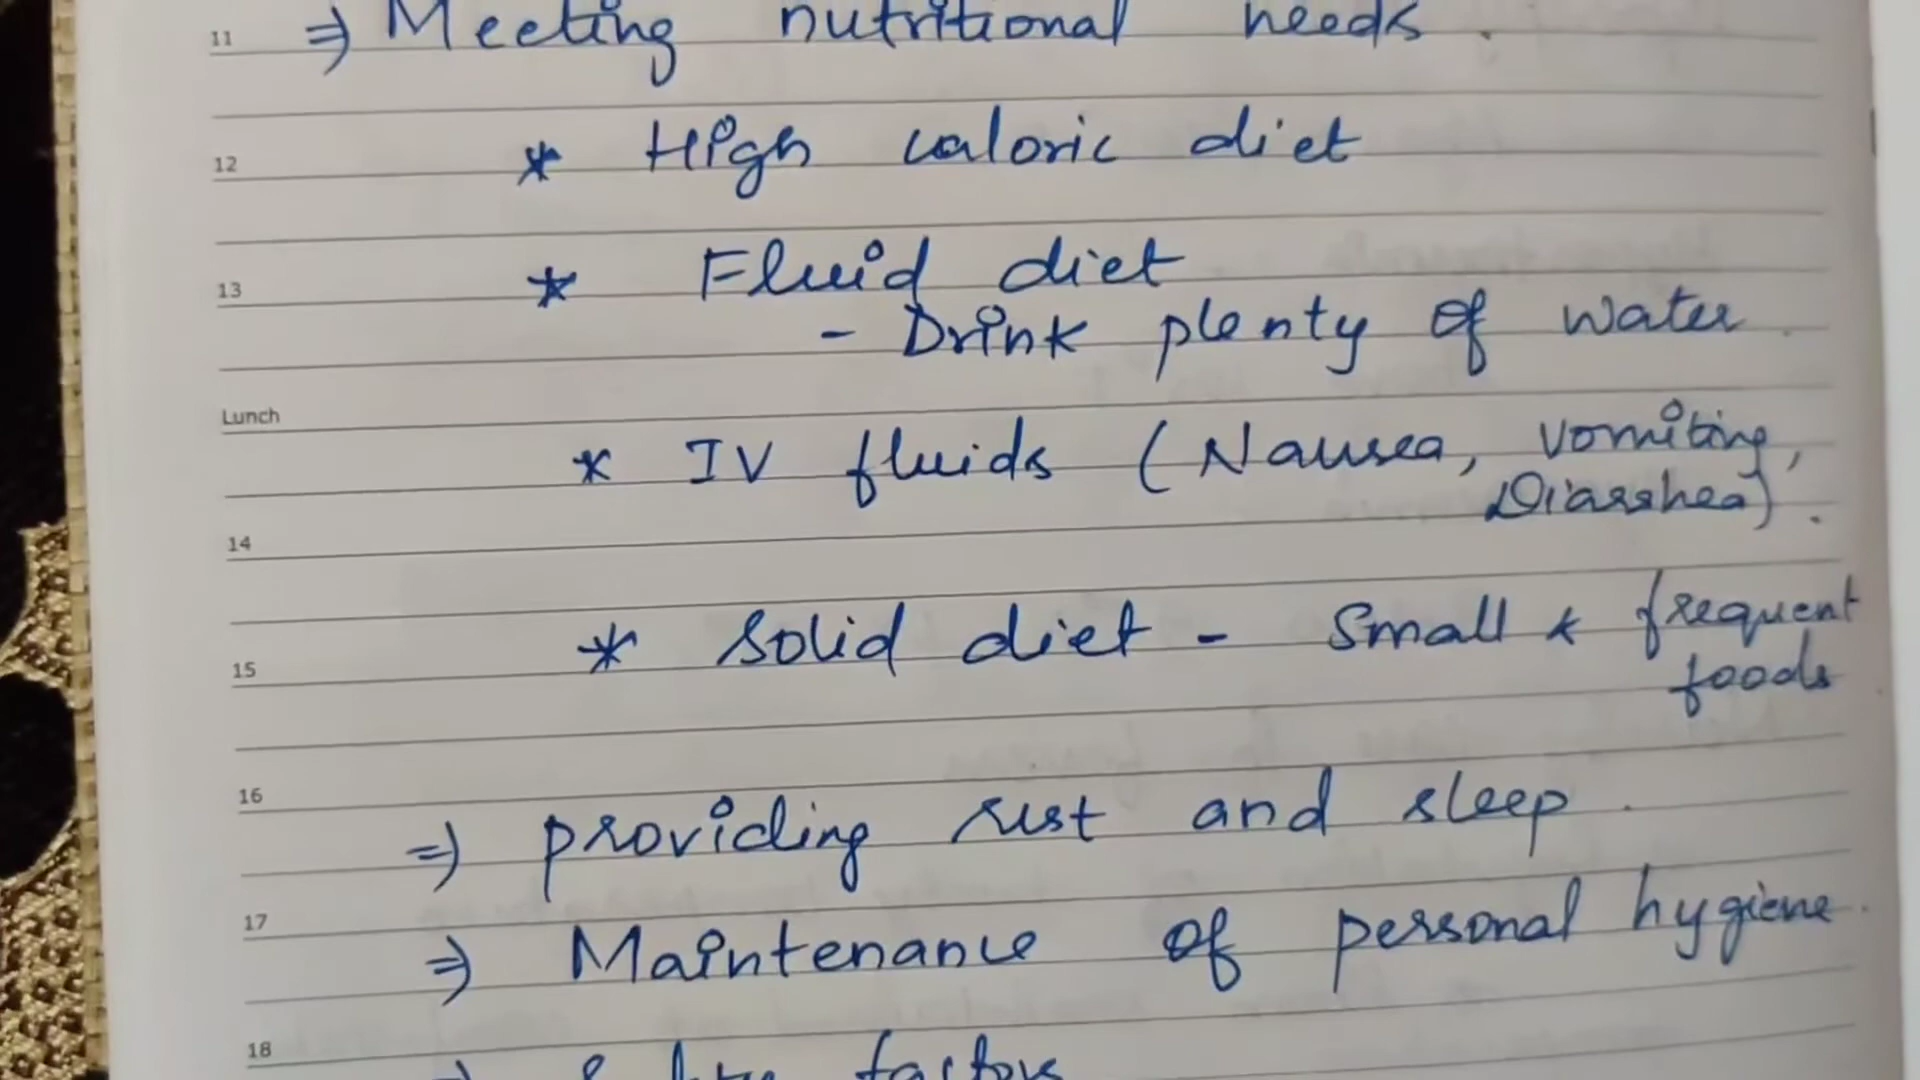 11 ⇒ Meeting nutritional needs.
12 * High caloric diet
13 * Fluid diet
- Drink plenty of water.
Lunch
* IV fluids (Nausea, vomiting,
Diarrhea).
14
* Solid diet - Small & frequent
foods
15
16
⇒ providing rest and sleep.
17
⇒ Maintenance of personal hygiene.
18
⇒ factors